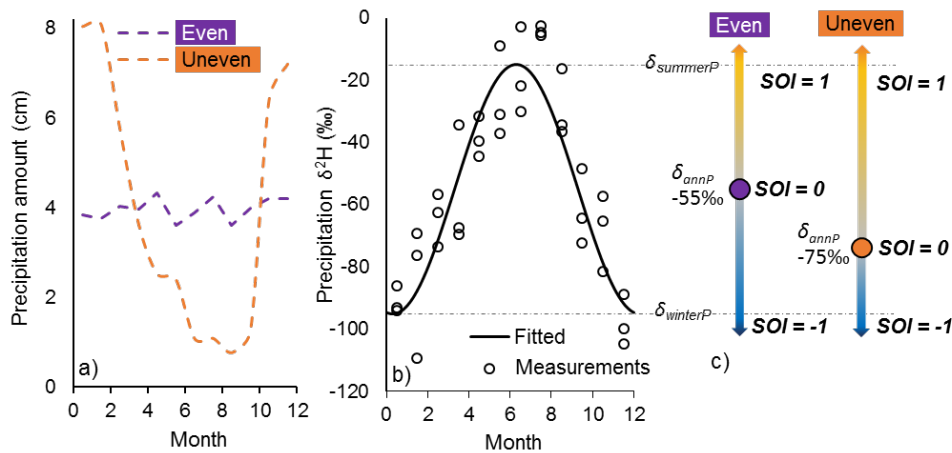 8
6
4
2
0
Precipitation amount (cm)
Even
Uneven
a)
0 2 4 6 8 10 12
Month
0
-20
-40
-60
-80
-100
-120
Precipitation δ²H (‰)
Fitted
Measurements
b)
0 2 4 6 8 10 12
Month
δsummerP
δwinterP
Even
Uneven
SOI = 1
SOI = 1
δannP
-55‰
SOI = 0
δannP
-75‰
SOI = 0
SOI = -1
SOI = -1
c)